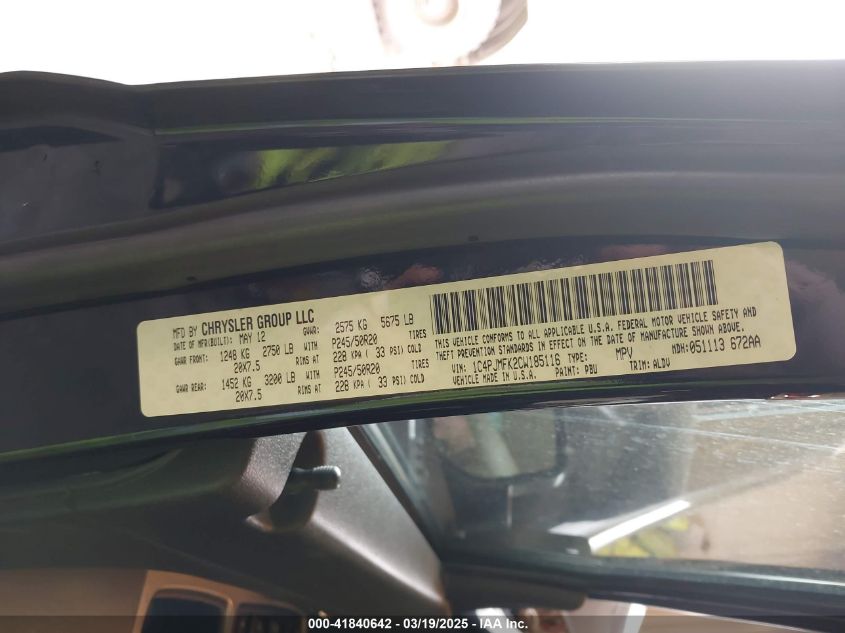 MFD BY CHRYSLER GROUP LLC
DATE OF MFR(BUILT): MAY 12 GVWR: 2575 KG 5675 LB
GAWR FRONT: 1248 KG 2750 LB P245/50R20 TIRES
20X7.5 RIMS AT 228 KPA ( 33 PSI) COLD
GAWR REAR: 1452 KG 3200 LB P245/50R20 TIRES
20X7.5 RIMS AT 228 KPA ( 33 PSI) COLD
THIS VEHICLE CONFORMS TO ALL APPLICABLE U.S.A. FEDERAL MOTOR VEHICLE SAFETY AND
THEFT PREVENTION STANDARDS IN EFFECT ON THE DATE OF MANUFACTURE SHOWN ABOVE.
VIN: 1C4PJMFK2CW185116 TYPE: MPV MDH: 051113 672AA
VEHICLE MADE IN U.S.A. PAINT: PBU TRIM: ALDV
000-41840642 - 03/19/2025 - IAA Inc.